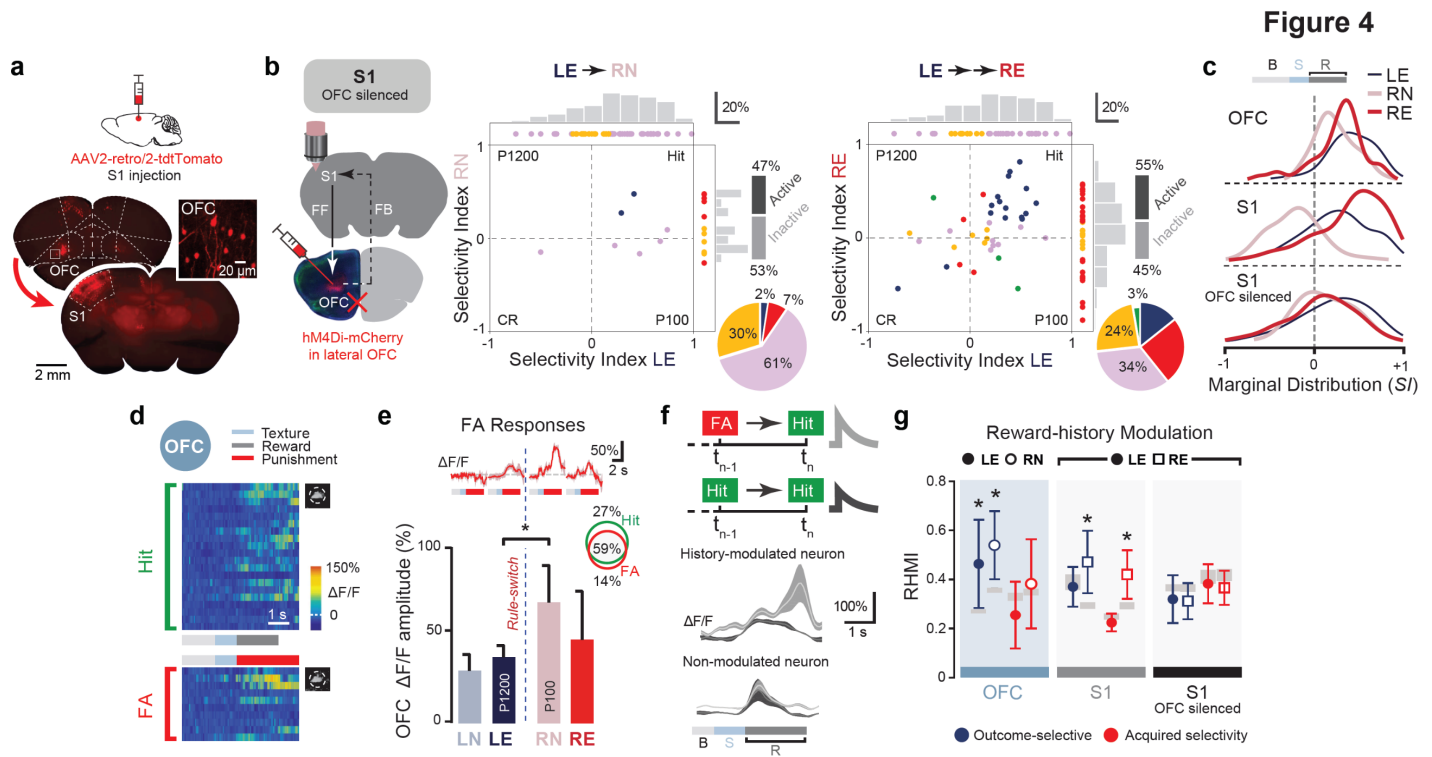 Figure 4
a
AAV2-retro/2-tdtTomato
S1 injection
OFC
20 µm
OFC
S1
2 mm
b
S1
OFC silenced
S1
FF
FB
OFC
hM4Di-mCherry
in lateral OFC
LE → RN
20%
1
P1200
Hit
Selectivity Index RN
0
-1
CR
P100
-1
0
1
Selectivity Index LE
47%
Active
Inactive
53%
2%
7%
30%
61%
LE →→ RE
20%
1
P1200
Hit
Selectivity Index RE
0
-1
CR
P100
-1
0
1
Selectivity Index LE
55%
Active
Inactive
45%
3%
24%
34%
c
B S R
LE
RN
RE
OFC
S1
S1
OFC silenced
-1
0
+1
Marginal Distribution (SI)
d
OFC
Texture
Reward
Punishment
Hit
150%
ΔF/F
0
1 s
FA
e
FA Responses
50%
2 s
ΔF/F
27%
Hit
59%
FA
14%
*
Rule-switch
OFC ΔF/F amplitude (%)
100
50
0
P1200
P100
LN LE RN RE
f
FA → Hit
tn-1 tn
Hit → Hit
tn-1 tn
History-modulated neuron
ΔF/F
100%
1 s
Non-modulated neuron
B S R
g
Reward-history Modulation
LE RN
LE RE
RHMI
0.8
0.6
0.4
0.2
0
* *
* *
OFC
S1
S1
OFC silenced
Outcome-selective
Acquired selectivity